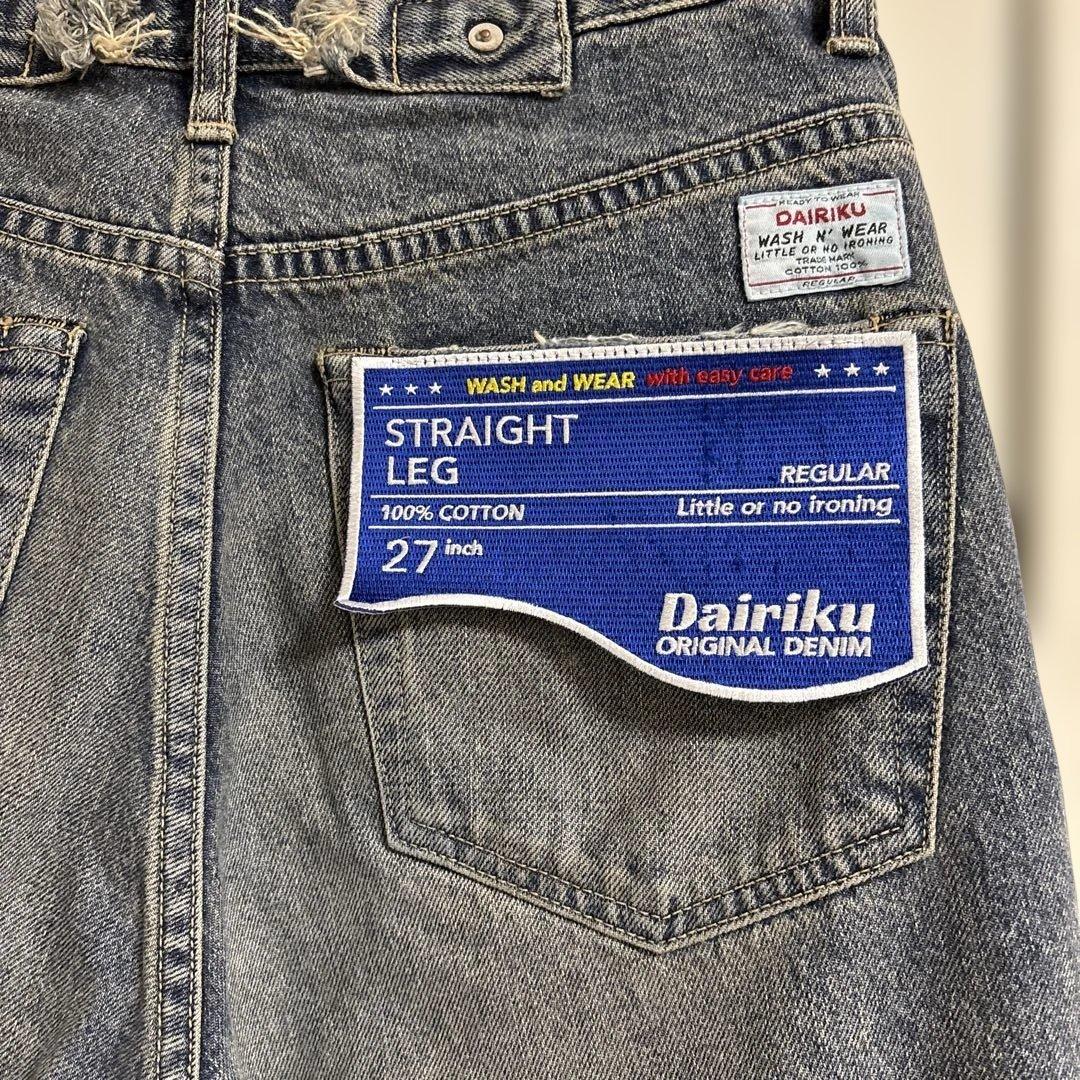 READY TO WEAR
DAIRIKU
WASH N' WEAR
LITTLE OR NO IRONING
TRADE MARK
COTTON 100%
REGULAR
★ ★ ★ WASH and WEAR with easy care ★ ★ ★
STRAIGHT
LEG
REGULAR
100% COTTON Little or no ironing
27 inch
Dairiku
ORIGINAL DENIM